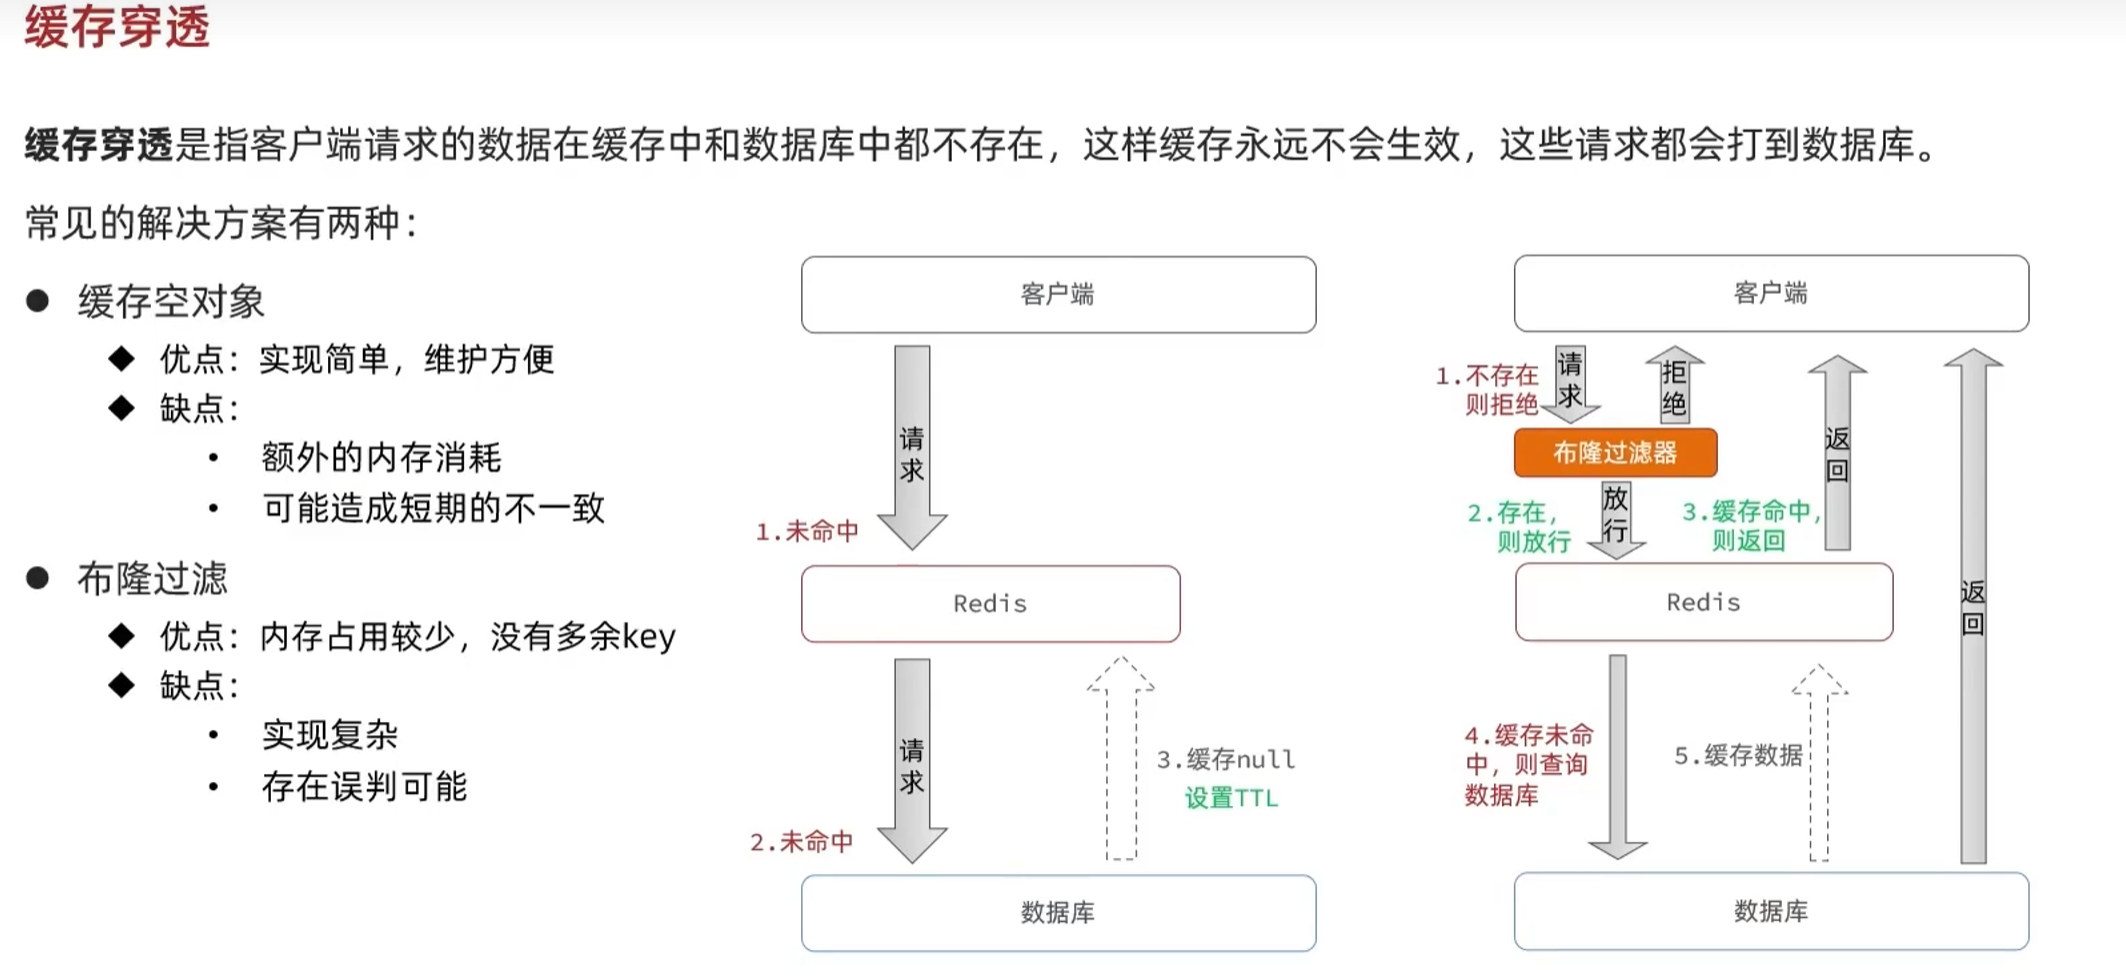 缓存穿透
缓存穿透是指客户端请求的数据在缓存中和数据库中都不存在，这样缓存永远不会生效，这些请求都会打到数据库。
常见的解决方案有两种：
● 缓存空对象
◆ 优点：实现简单，维护方便
◆ 缺点：
• 额外的内存消耗
• 可能造成短期的不一致
● 布隆过滤
◆ 优点：内存占用较少，没有多余key
◆ 缺点：
• 实现复杂
• 存在误判可能
客户端
请求
1.未命中
Redis
请求
2.未命中
3.缓存null
设置TTL
数据库
客户端
1.不存在
则拒绝
请求
拒绝
布隆过滤器
2.存在，
则放行
放行
3.缓存命中，
则返回
返回
Redis
返回
4.缓存未命
中，则查询
数据库
5.缓存数据
数据库